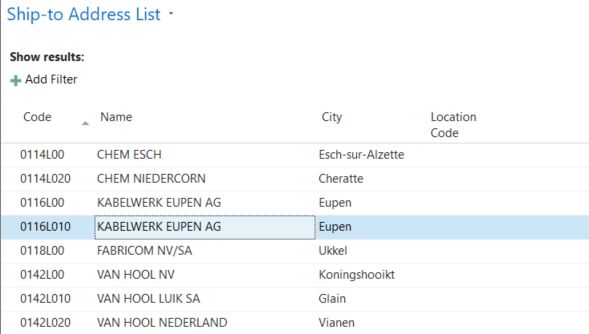 Ship-to Address List
Show results:
Add Filter
Code Name City Location Code
0114L00 CHEM ESCH Esch-sur-Alzette
0114L020 CHEM NIEDERCORN Cheratte
0116L00 KABELWERK EUPEN AG Eupen
0116L010 KABELWERK EUPEN AG Eupen
0118L00 FABRICOM NV/SA Ukkel
0142L00 VAN HOOL NV Koningshooikt
0142L010 VAN HOOL LUIK SA Glain
0142L020 VAN HOOL NEDERLAND Vianen